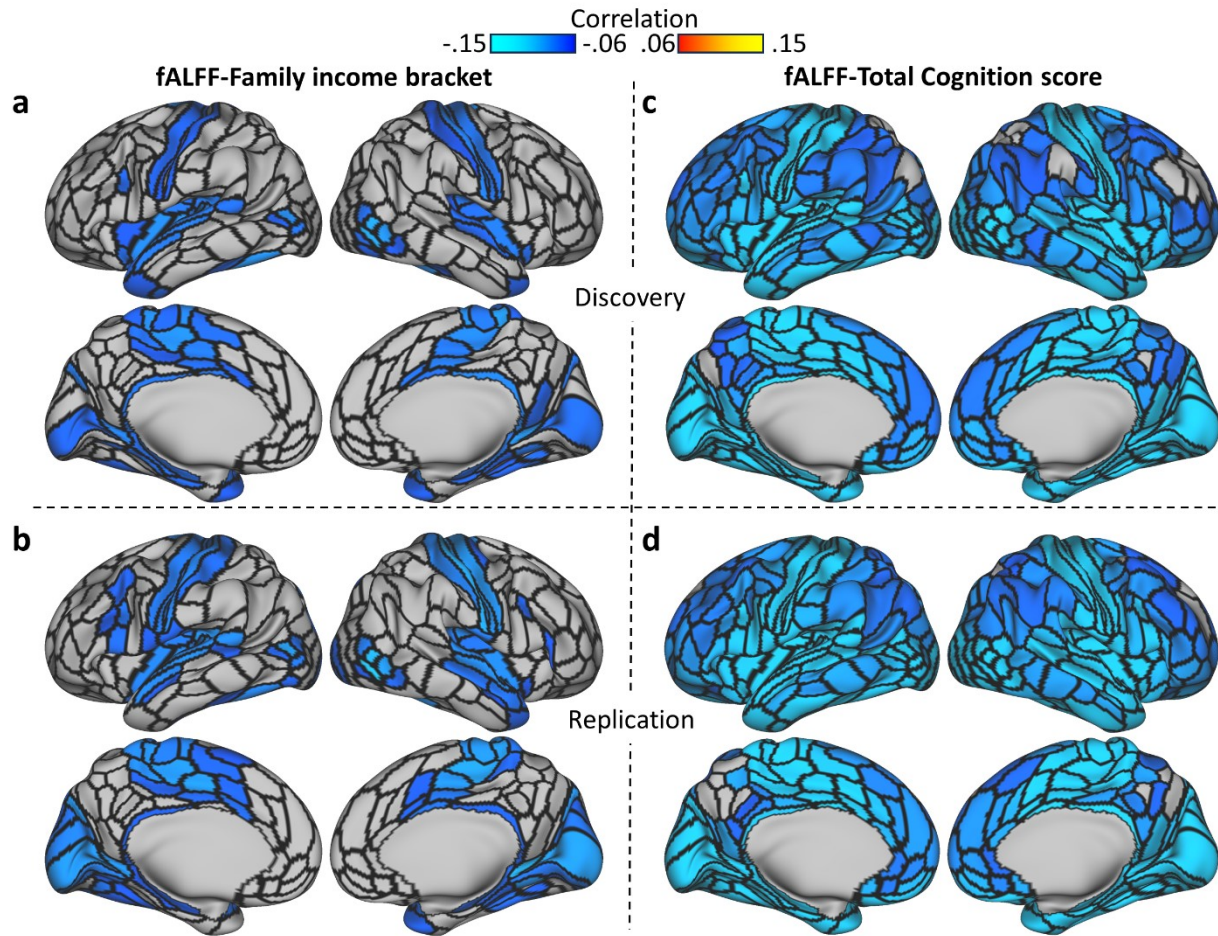 Correlation
-.15 -.06 .06 .15
fALFF-Family income bracket
fALFF-Total Cognition score
a
c
Discovery
b
d
Replication